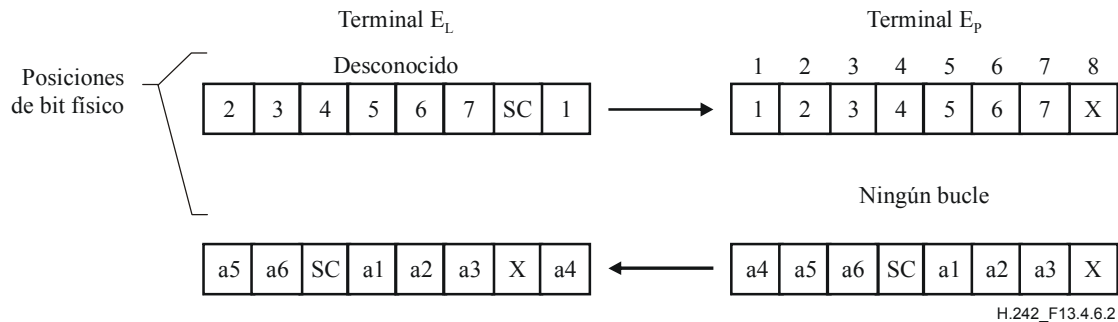 Terminal E_L Terminal E_P
Posiciones de bit físico
Desconocido 1 2 3 4 5 6 7 8
2 3 4 5 6 7 SC 1 1 2 3 4 5 6 7 X
Ningún bucle
a5 a6 SC a1 a2 a3 X a4 a4 a5 a6 SC a1 a2 a3 X
H.242_F13.4.6.2